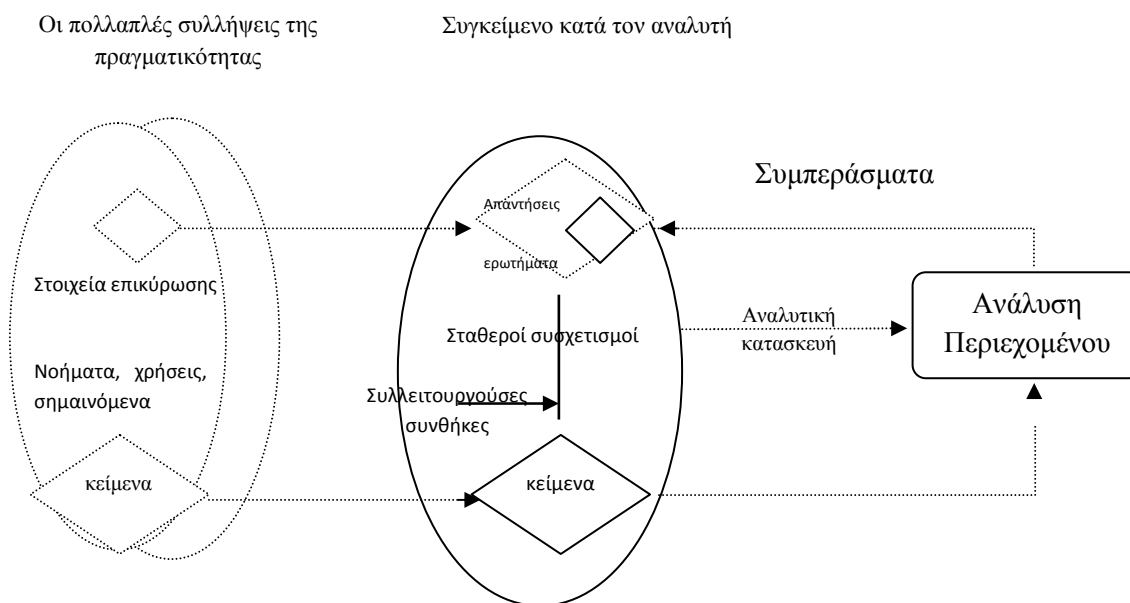 Οι πολλαπλές συλλήψεις της
πραγματικότητας
Συγκείμενο κατά τον αναλυτή
Συμπεράσματα
Απαντήσεις
ερωτήματα
Στοιχεία επικύρωσης
Σταθεροί συσχετισμοί
Αναλυτική
κατασκευή
Ανάλυση
Περιεχομένου
Νοήματα, χρήσεις,
σημαινόμενα
Συλλειτουργούσες
συνθήκες
κείμενα
κείμενα